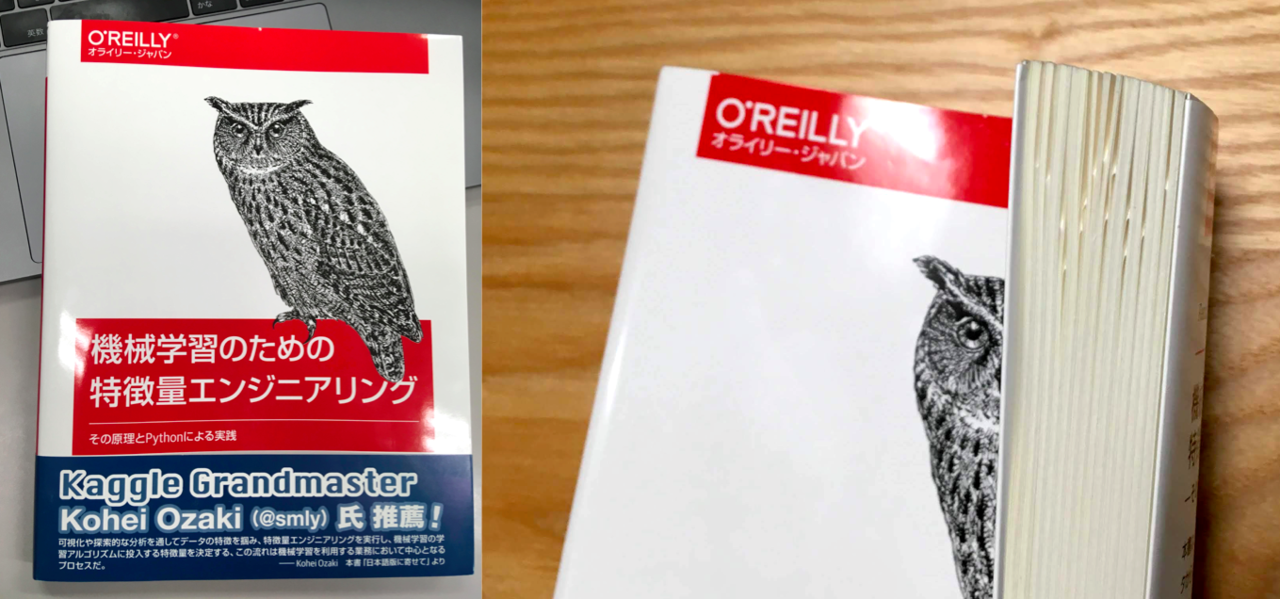 英数
かな
O'REILLY®
オライリー・ジャパン
機械学習のための
特徴量エンジニアリング
その原理とPythonによる実践
Kaggle Grandmaster
Kohei Ozaki (@smly) 氏 推薦!
可視化や探索的な分析を通してデータの特徴を掴み、特徴量エンジニアリングを実行し、機械学習の学
習アルゴリズムに投入する特徴量を決定する、この流れは機械学習を利用する業務において中心となる
プロセスだ。
―― Kohei Ozaki 本書「日本語版に寄せて」より
O'REILLY
オライリー・ジャパン